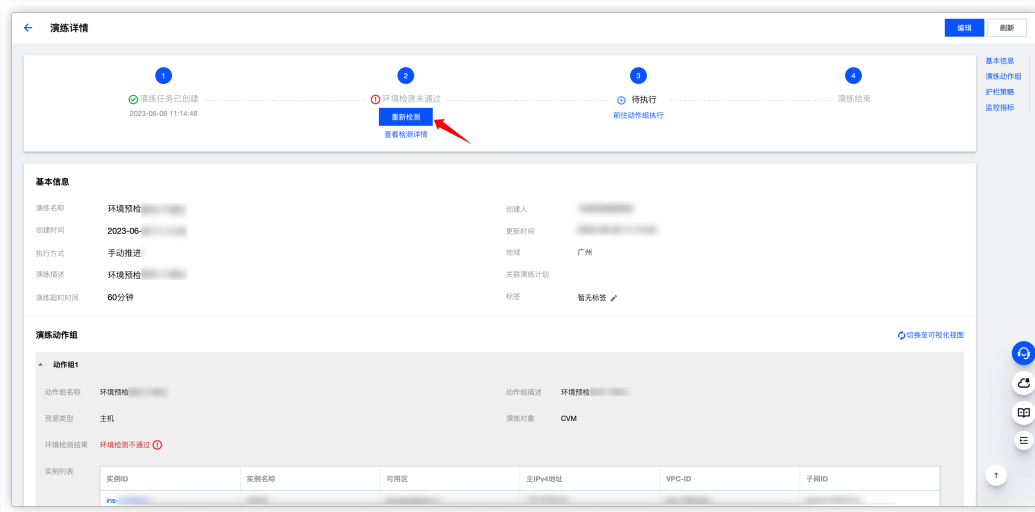 演练详情
编辑
刷新
1
2
3
4
演练任务已创建
环境检测未通过
待执行
演练结束
2023-06-06 11:14:48
重新检测
前往动作组执行
查看检测详情
基本信息
演练动作组
护栏策略
监控指标
基本信息
演练名称 环境预检
创建人
创建时间 2023-06-
更新时间
执行方式 手动推进
地域 广州
演练描述 环境预检
关联演练计划
演练超时时间 60分钟
标签 暂无标签
演练动作组
切换至可视化视图
动作组1
动作组名称 环境预检
动作组描述 环境预检
资源类型 主机
演练对象 CVM
环境检测结果 环境检测不通过
实例列表
实例ID 实例名称 可用区 主IPv4地址 VPC-ID 子网ID
ins-